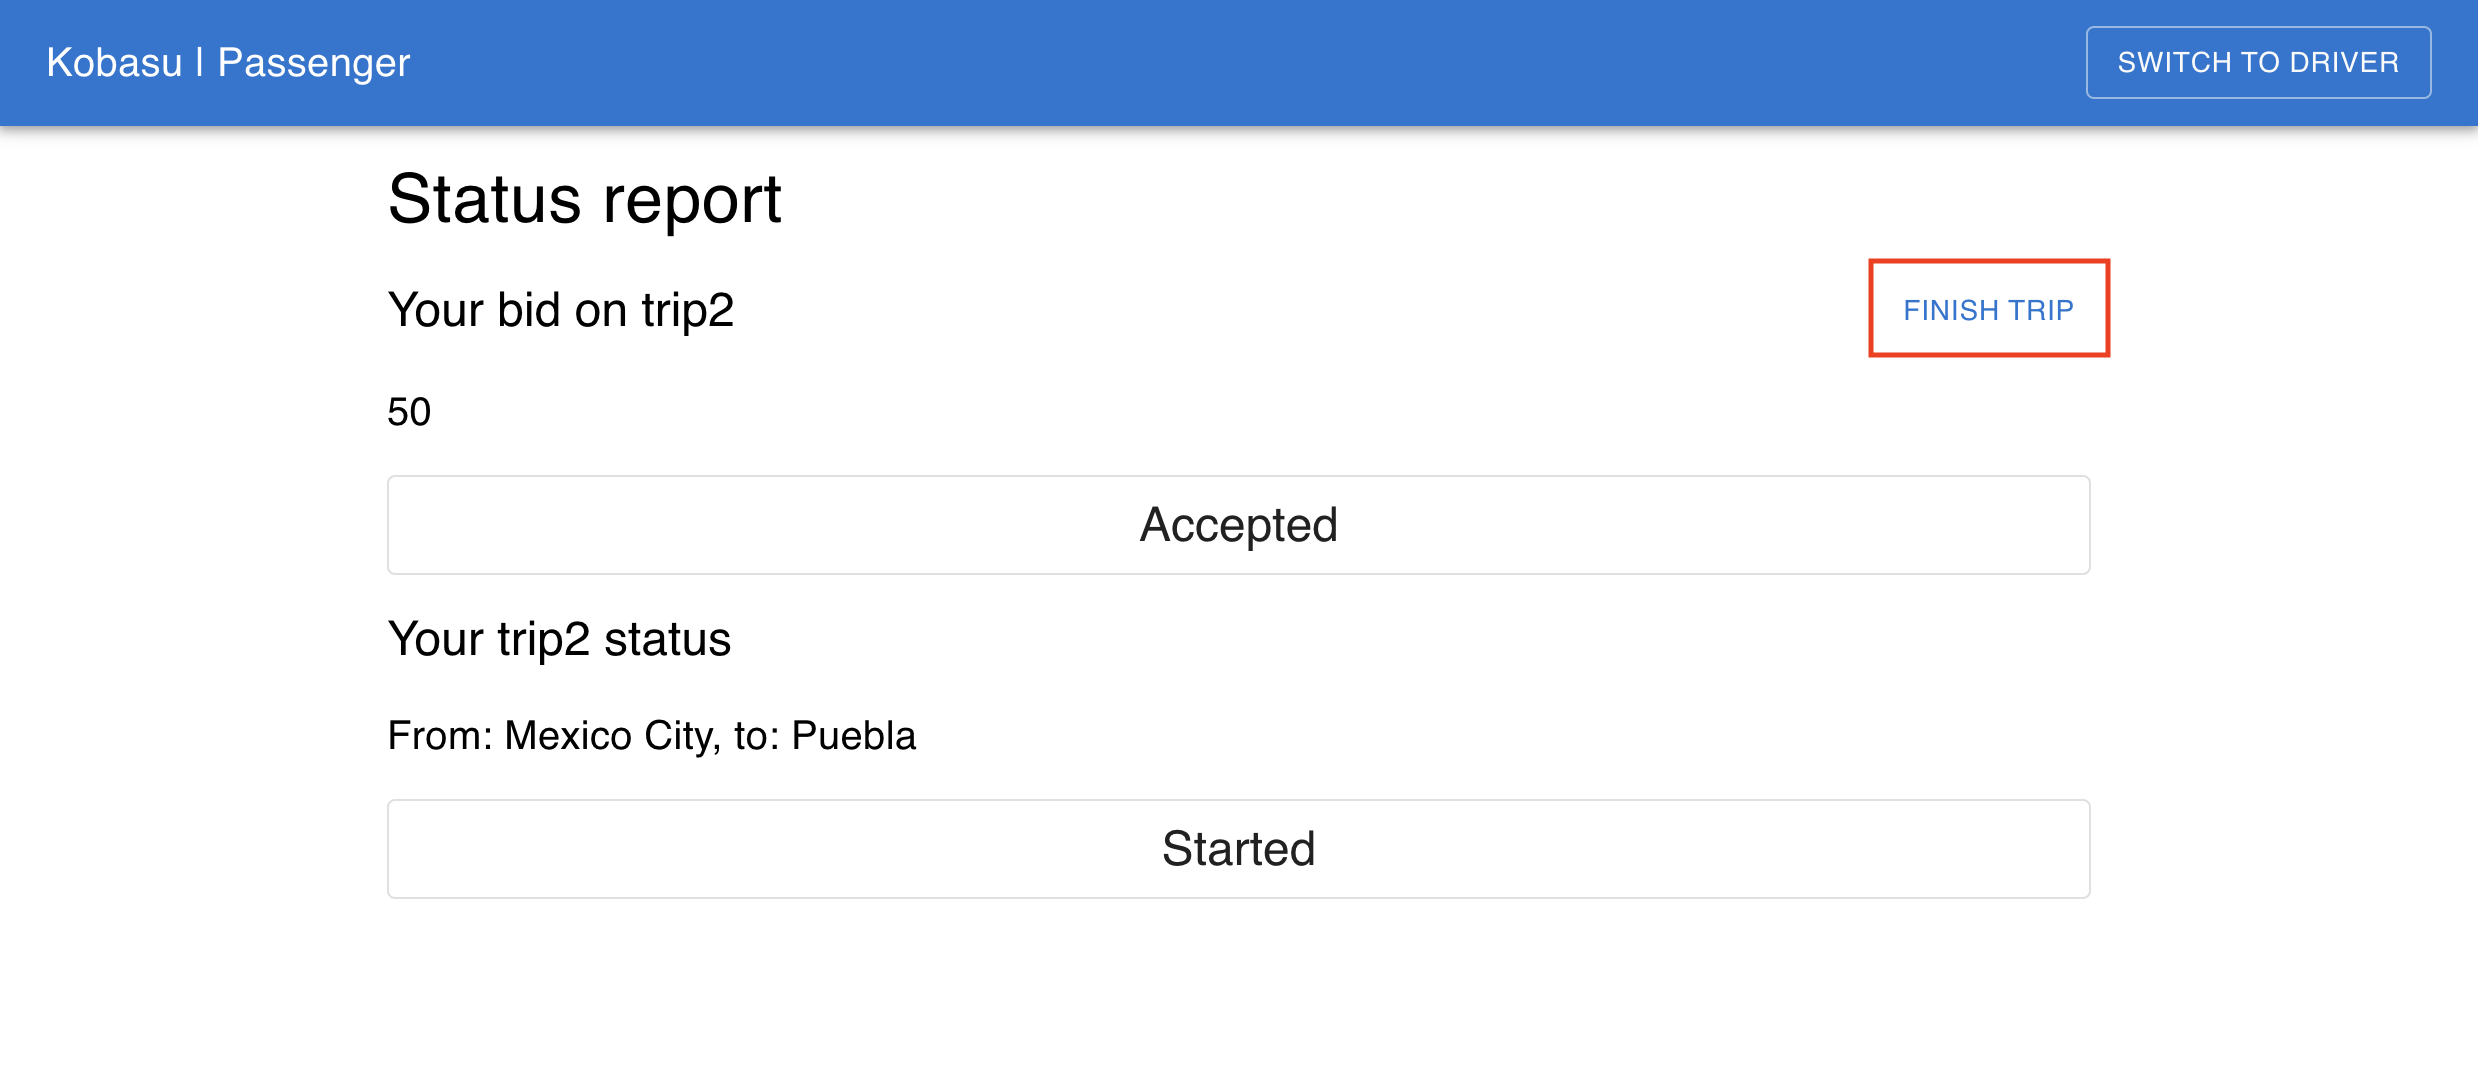 Kobasu | Passenger
SWITCH TO DRIVER
Status report
Your bid on trip2
FINISH TRIP
50
Accepted
Your trip2 status
From: Mexico City, to: Puebla
Started